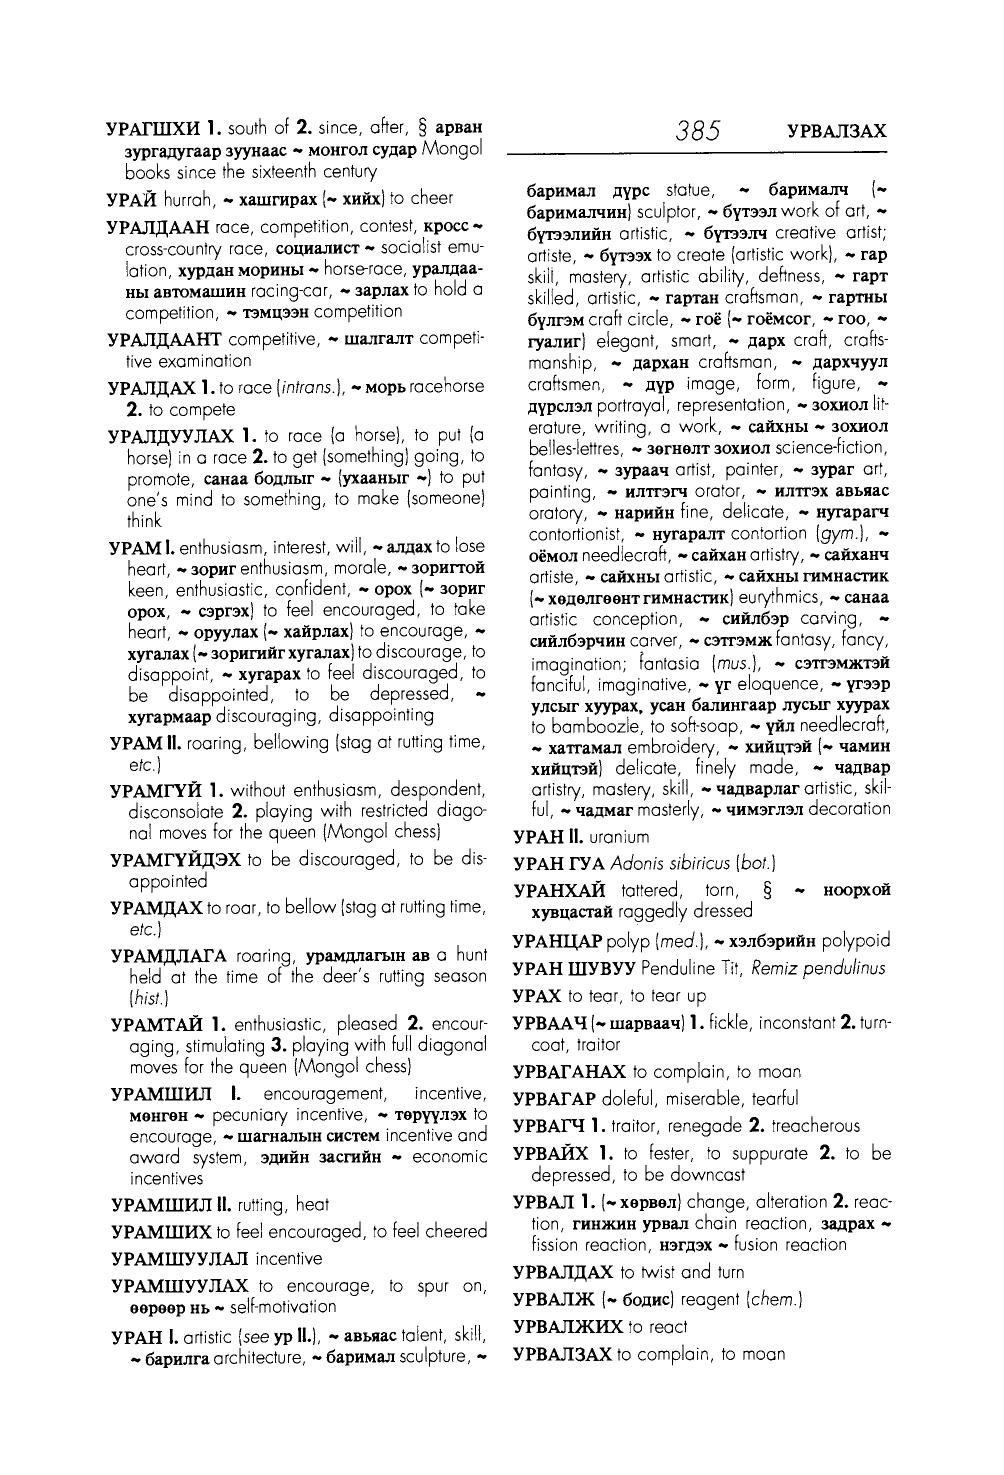 УРАГШХИ 1. south of 2. since, after, § арван
зургадугаар зуунаас ~ монгол судар Mongol
books since the sixteenth century
УРАЙ hurrah, ~ хашгирах (~ хийх) to cheer
УРАЛДААН race, competition, contest, кросс ~
cross-country race, социалист ~ socialist emu-
lation, хурдан морины ~ horse-race, уралдаа-
ны автомашин racing-car, ~ зарлах to hold a
competition, ~ тэмцээн competition
УРАЛДААНТ competitive, ~ шалгалт competi-
tive examination
УРАЛДАХ 1. to race (intrans.), ~ морь racehorse
2. to compete
УРАЛДУУЛАХ 1. to race (a horse), to put (a
horse) in a race 2. to get (something) going, to
promote, санаа бодлыг ~ (ухааныг ~) to put
one's mind to something, to make (someone)
think
УРАМ I. enthusiasm, interest, will, ~ алдах to lose
heart, ~ зориг enthusiasm, morale, ~ зоригтой
keen, enthusiastic, confident, ~ орох (~ зориг
орох, ~ сэргэх) to feel encouraged, to take
heart, ~ оруулах (~ хайрлах) to encourage, ~
хугалах (~ зоригийг хугалах) to discourage, to
disappoint, ~ хугарах to feel discouraged, to
be disappointed, to be depressed, ~
хугармаар discouraging, disappointing
УРАМ II. roaring, bellowing (stag at rutting time,
etc.)
УРАМГҮЙ 1. without enthusiasm, despondent,
disconsolate 2. playing with restricted diago-
nal moves for the queen (Mongol chess)
УРАМГҮЙДЭХ to be discouraged, to be dis-
appointed
УРАМДАХ to roar, to bellow (stag at rutting time,
etc.)
УРАМДЛАГА roaring, урамдлагын ав a hunt
held at the time of the deer's rutting season
(hist.)
УРАМТАЙ 1. enthusiastic, pleased 2. encour-
aging, stimulating 3. playing with full diagonal
moves for the queen (Mongol chess)
УРАМШИЛ I. encouragement, incentive,
мөнгөн ~ pecuniary incentive, ~ төрүүлэх to
encourage, ~ шагналын систем incentive and
award system, эдийн засгийн ~ economic
incentives
УРАМШИЛ II. rutting, heat
УРАМШИХ to feel encouraged, to feel cheered
УРАМШУУЛАЛ incentive
УРАМШУУЛАХ to encourage, to spur on,
өөрөөр нь ~ self-motivation
УРАН I. artistic (see ур II.), ~ авьяас talent, skill,
~ барилга architecture, ~ баримал sculpture, ~
385 УРВАЛЗАХ
баримал дүрс statue, ~ барималч (~
барималчин) sculptor, ~ бүтээл work of art, ~
бүтээлийн artistic, ~ бүтээлч creative artist;
artiste, ~ бүтээх to create (artistic work), ~ гар
skill, mastery, artistic ability, deftness, ~ гарт
skilled, artistic, ~ гартан craftsman, ~ гартны
бүлгэм craft circle, ~ гоё (~ гоёмсог, ~ гоо, ~
гуалиг) elegant, smart, ~ дарх craft, crafts-
manship, ~ дархан craftsman, ~ дархчуул
craftsmen, ~ дүр image, form, figure, ~
дүрслэл portrayal, representation, ~ зохиол lit-
erature, writing, a work, ~ сайхны ~ зохиол
belles-lettres, ~ зөгнөлт зохиол science-fiction,
fantasy, ~ зураач artist, painter, ~ зураг art,
painting, ~ илтгэгч orator, ~ илтгэх авьяас
oratory, ~ нарийн fine, delicate, ~ нугарагч
contortionist, ~ нугаралт contortion (gym.), ~
оёмол needlecraft, ~ сайхан artistry, ~ сайханч
artiste, ~ сайхны artistic, ~ сайхны гимнастик
(~ хөдөлгөөнт гимнастик) eurythmics, ~ санаа
artistic conception, ~ сийлбэр carving, ~
сийлбэрчин carver, ~ сэтгэмж fantasy, fancy,
imagination; fantasia (mus.), ~ сэтгэмжтэй
fanciful, imaginative, ~ үг eloquence, ~ үгээр
улсыг хуурах, усан балингаар лусыг хуурах
to bamboozle, to soft-soap, ~ үйл needlecraft,
~ хатгамал embroidery, ~ хийцтэй (~ чамин
хийцтэй) delicate, finely made, ~ чадвар
artistry, mastery, skill, ~ чадварлаг artistic, skil-
ful, ~ чадмаг masterly, ~ чимэглэл decoration
УРАН II. uranium
УРАН ГУА Adonis sibiricus (bot.)
УРАНХАЙ tattered, torn, § ~ ноорхой
хувцастай raggedly dressed
УРАНЦАР polyp (med.), ~ хэлбэрийн polypoid
УРАН ШУВУУ Penduline Tit, Remiz pendulinus
УРАХ to tear, to tear up
УРВААЧ (~ шарваач) 1. fickle, inconstant 2. turn-
coat, traitor
УРВАГАНАХ to complain, to moan
УРВАГАР doleful, miserable, tearful
УРВАГЧ 1. traitor, renegade 2. treacherous
УРВАЙХ 1. to fester, to suppurate 2. to be
depressed, to be downcast
УРВАЛ 1. (~ хөрвөл) change, alteration 2. reac-
tion, гинжин урвал chain reaction, задрах ~
fission reaction, нэгдэх ~ fusion reaction
УРВАЛДАХ to twist and turn
УРВАЛЖ (~ бодис) reagent (chem.)
УРВАЛЖИХ to react
УРВАЛЗАХ to complain, to moan